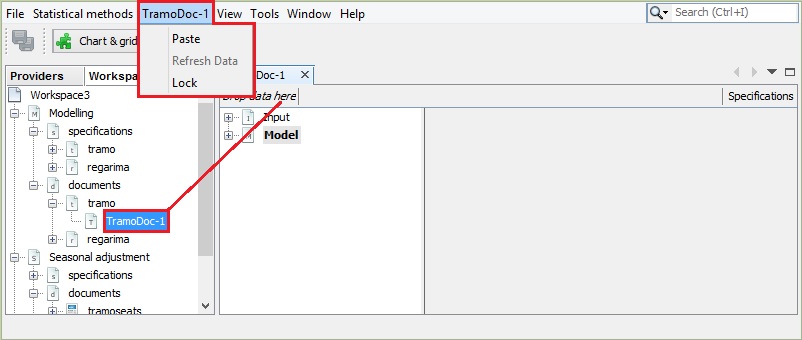 File Statistical methods TramoDoc-1 View Tools Window Help Search (Ctrl+I)
Paste
Refresh Data
Lock
Chart & grid
Providers Workspa Doc-1
Workspace3
Modelling
specifications
tramo
regarima
documents
tramo
TramoDoc-1
regarima
Seasonal adjustment
specifications
documents
tramoseats
Drop data here Specifications
Input
Model